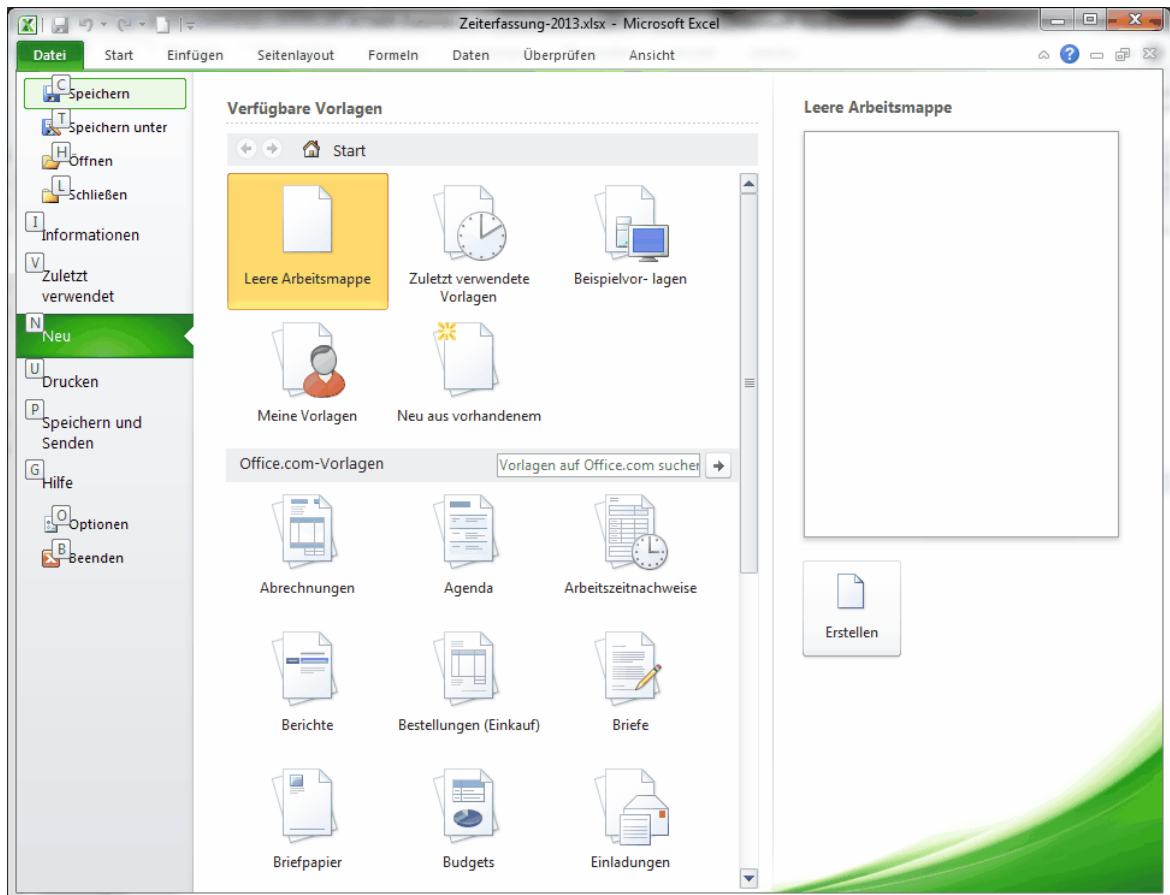 Zeiterfassung-2013.xlsx - Microsoft Excel
Datei Start Einfügen Seitenlayout Formeln Daten Überprüfen Ansicht
C
Speichern
T
Speichern unter
H
Öffnen
L
Schließen
I
Informationen
V
Zuletzt
verwendet
N
Neu
U
Drucken
P
Speichern und
Senden
G
Hilfe
O
Optionen
B
Beenden
Verfügbare Vorlagen
Start
Leere Arbeitsmappe
Zuletzt verwendete
Vorlagen
Beispielvor- lagen
Meine Vorlagen
Neu aus vorhandenem
Office.com-Vorlagen
Vorlagen auf Office.com suchen
Abrechnungen
Agenda
Arbeitszeitnachweise
Berichte
Bestellungen (Einkauf)
Briefe
Briefpapier
Budgets
Einladungen
Leere Arbeitsmappe
Erstellen